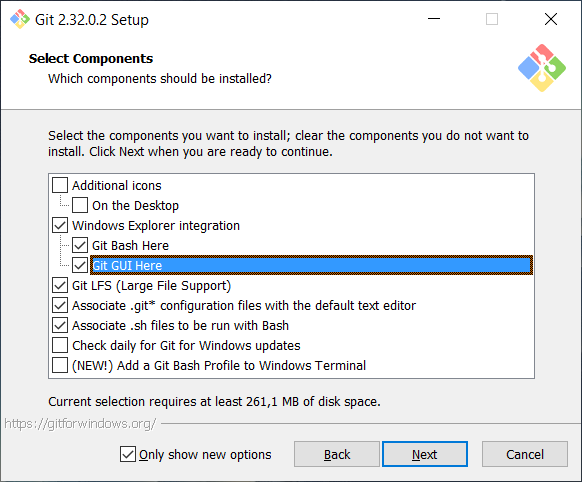 Git 2.32.0.2 Setup
Select Components
Which components should be installed?
Select the components you want to install; clear the components you do not want to
install. Click Next when you are ready to continue.
Additional icons
On the Desktop
Windows Explorer integration
Git Bash Here
Git GUI Here
Git LFS (Large File Support)
Associate .git* configuration files with the default text editor
Associate .sh files to be run with Bash
Check daily for Git for Windows updates
(NEW!) Add a Git Bash Profile to Windows Terminal
Current selection requires at least 261,1 MB of disk space.
https://gitforwindows.org/
Only show new options
Back
Next
Cancel